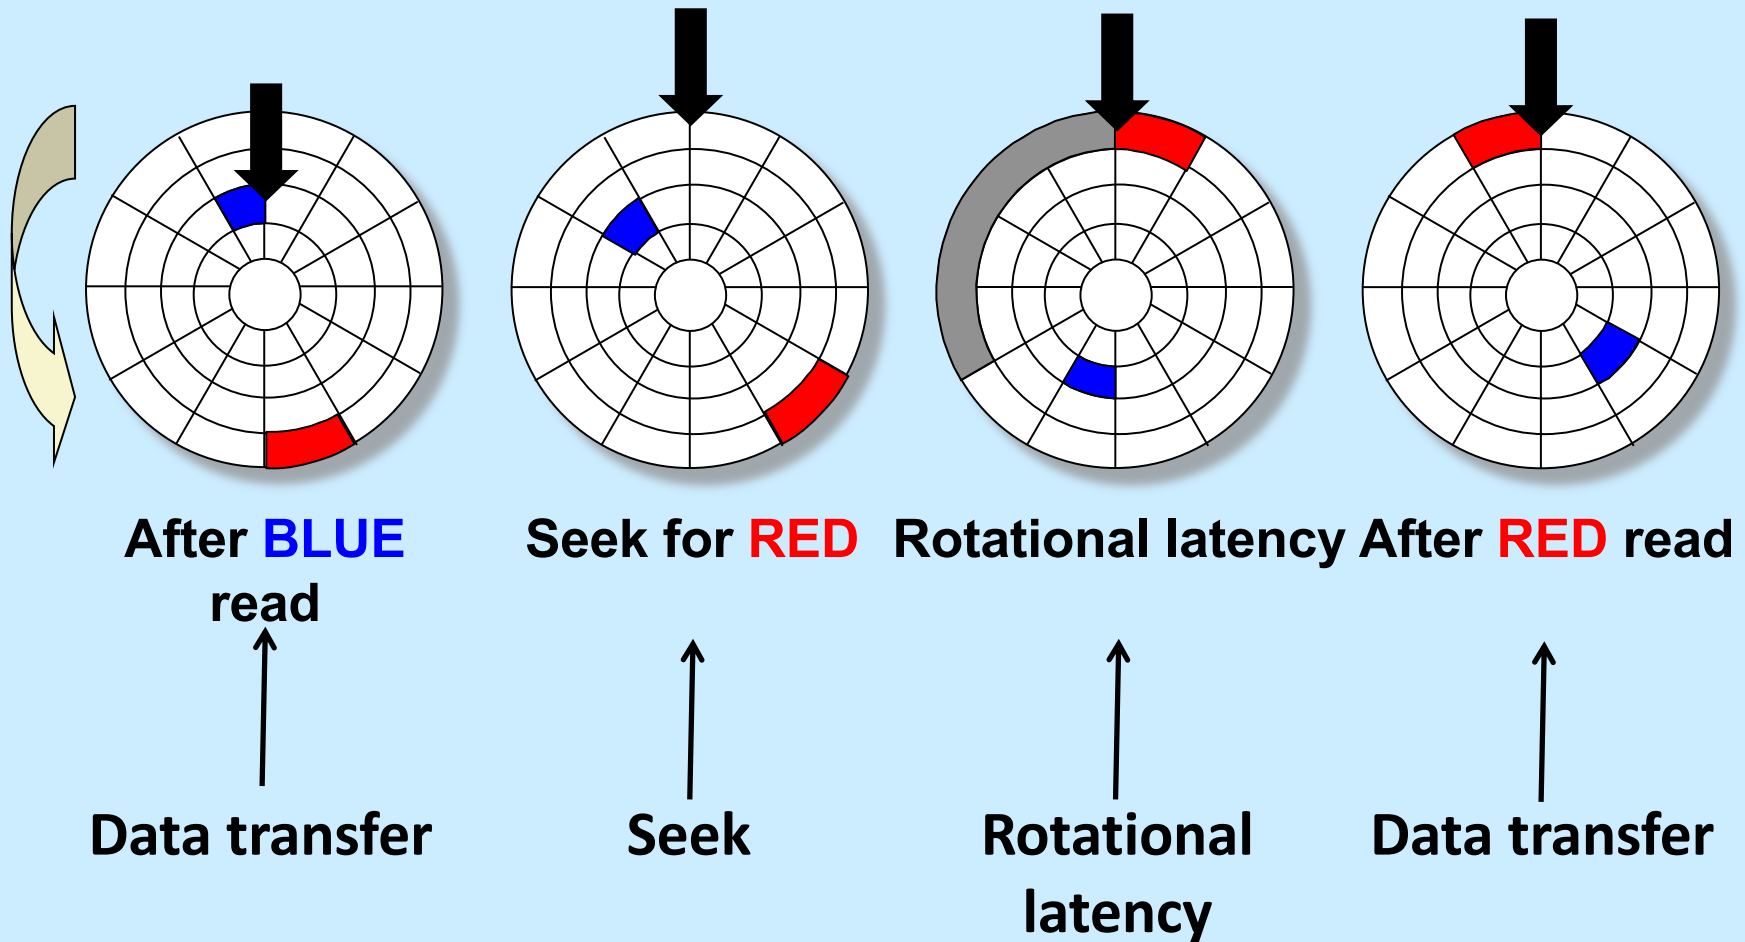 After BLUE
read
Seek for RED
Rotational latency
After RED read
Data transfer
Seek
Rotational
latency
Data transfer